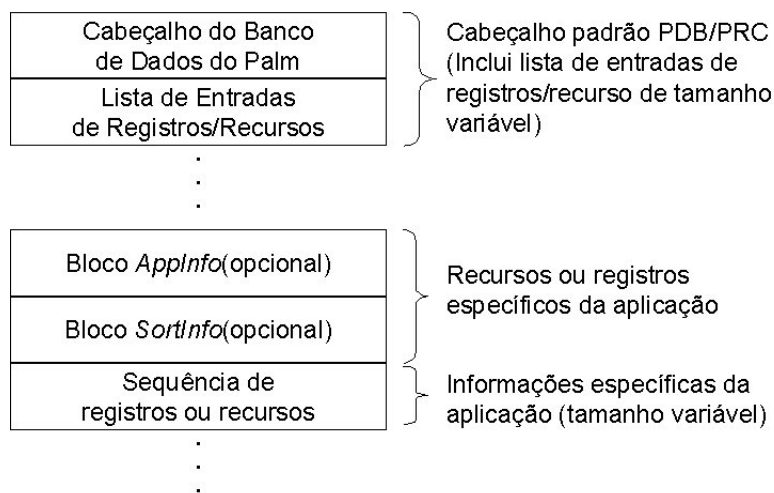 Cabeçalho do Banco
de Dados do Palm
Lista de Entradas
de Registros/Recursos
Cabeçalho padrão PDB/PRC
(Inclui lista de entradas de
registros/recurso de tamanho
variável)
Bloco AppInfo(opcional)
Bloco SortInfo(opcional)
Recursos ou registros
específicos da aplicação
Sequência de
registros ou recursos
Informações específicas da
aplicação (tamanho variável)